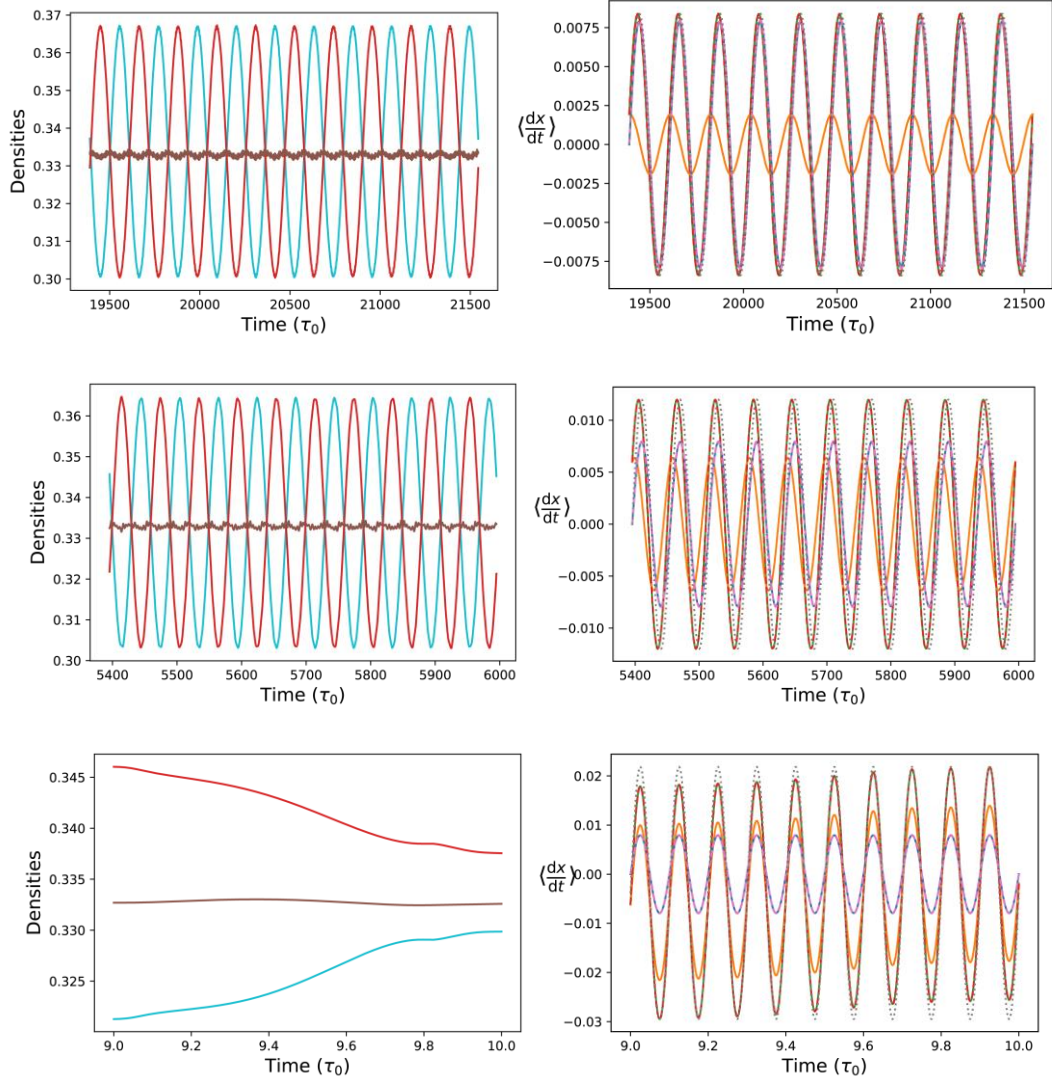 0.37
0.36
0.35
0.34
0.33
0.32
0.31
0.30
Densities
19500 20000 20500 21000 21500
Time (τ₀)
0.0075
0.0050
0.0025
0.0000
−0.0025
−0.0050
−0.0075
⟨dx/dt⟩
19500 20000 20500 21000 21500
Time (τ₀)
0.36
0.35
0.34
0.33
0.32
0.31
0.30
Densities
5400 5500 5600 5700 5800 5900 6000
Time (τ₀)
0.010
0.005
0.000
−0.005
−0.010
⟨dx/dt⟩
5400 5500 5600 5700 5800 5900 6000
Time (τ₀)
0.345
0.340
0.335
0.330
0.325
Densities
9.0 9.2 9.4 9.6 9.8 10.0
Time (τ₀)
0.02
0.01
0.00
−0.01
−0.02
−0.03
⟨dx/dt⟩
9.0 9.2 9.4 9.6 9.8 10.0
Time (τ₀)